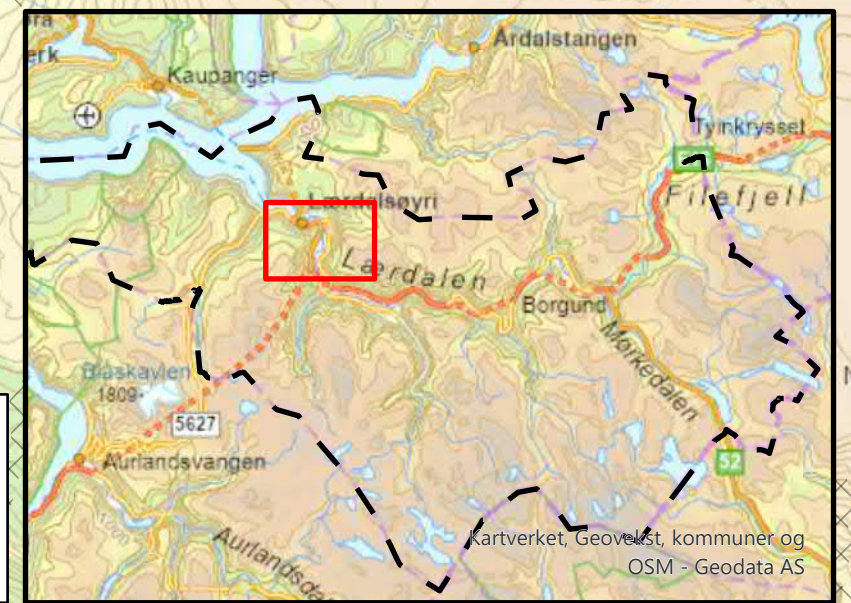 Årdalstangen
Kaupanger
Tyinkrysset
Lærdalsøyri
Filefjell
Lærdalen
Borgund
Mørkedalen
Blåskavlen
1809
5627
Aurlandsvangen
52
Kartverket, Geovekst, kommuner og
OSM - Geodata AS